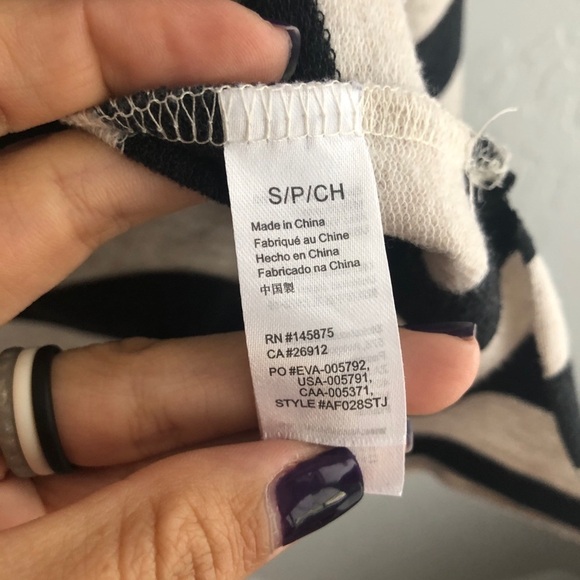 S/P/CH
Made in China
Fabriqué au Chine
Hecho en China
Fabricado na China
中国製
RN #145875
CA #26912
PO #EVA-005792,
USA-005791,
CAA-005371,
STYLE #AF028STJ